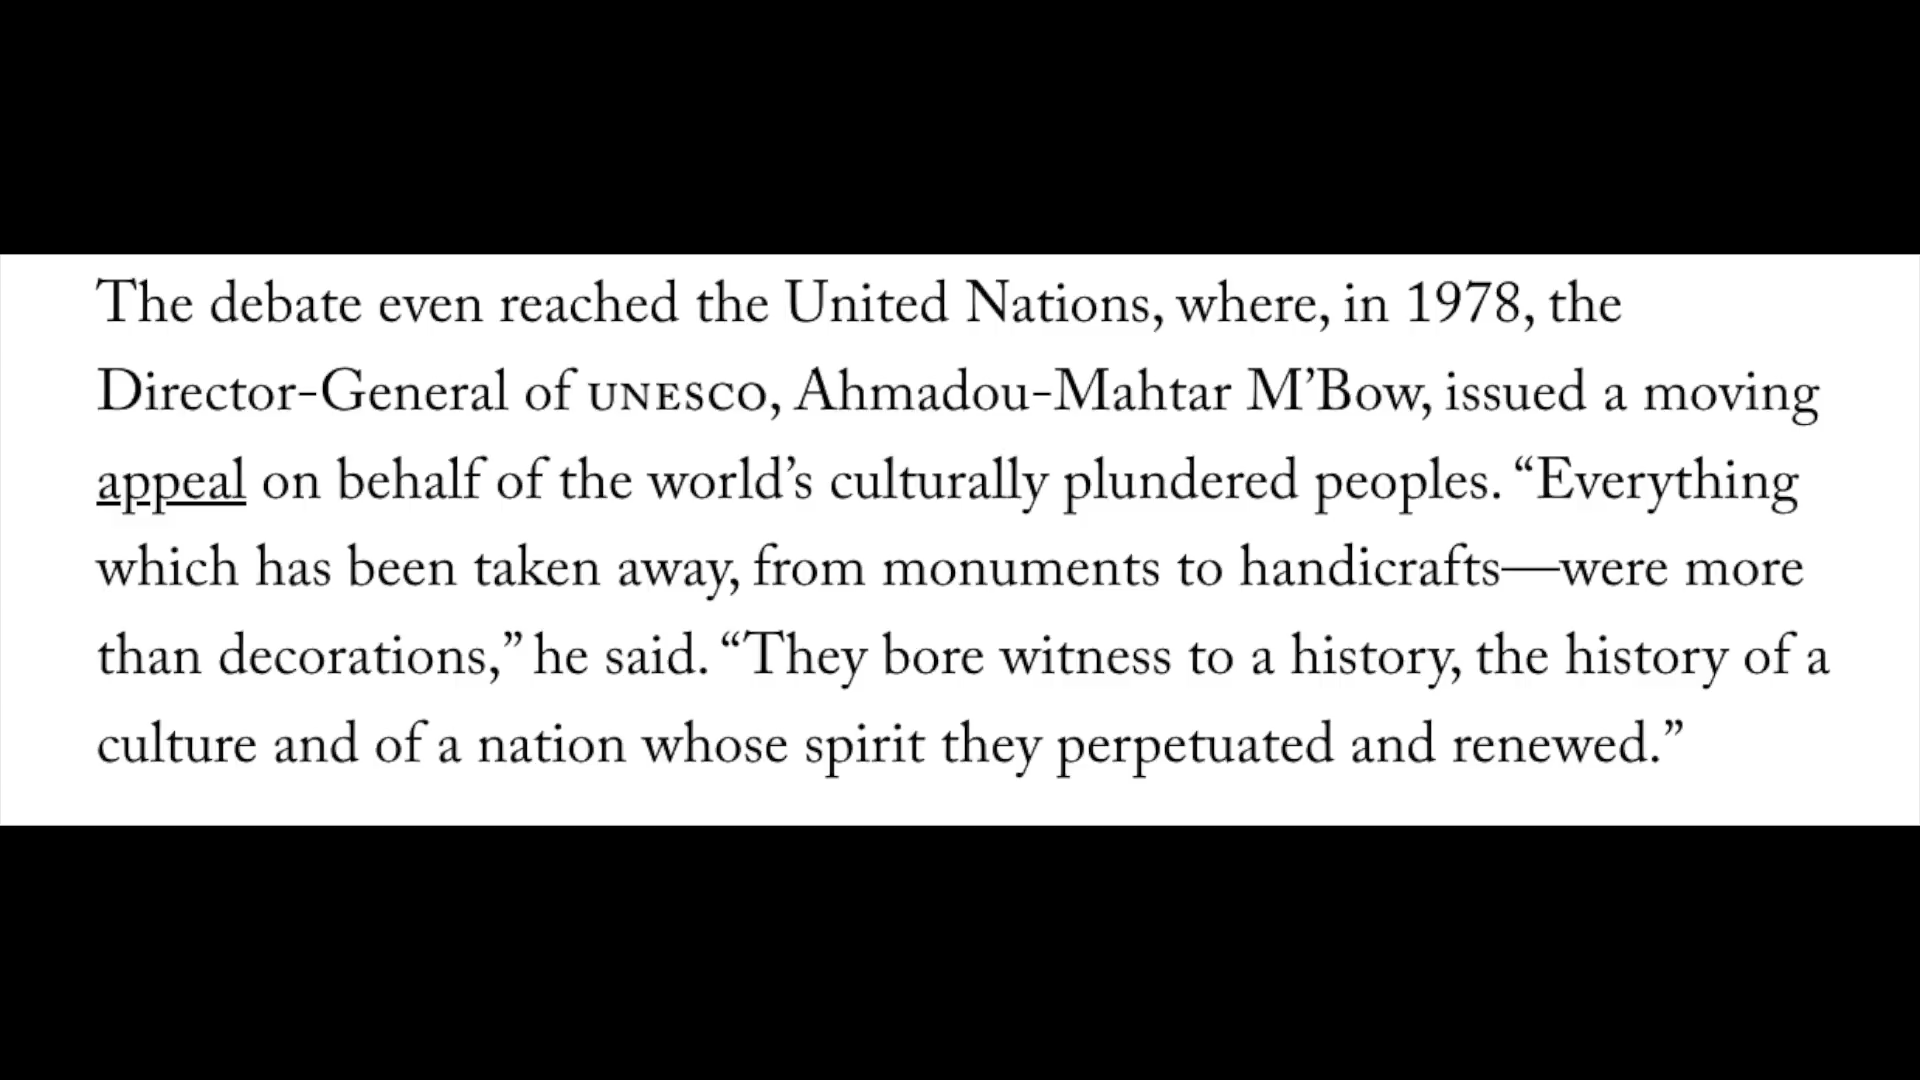 The debate even reached the United Nations, where, in 1978, the
Director-General of UNESCO, Ahmadou-Mahtar M’Bow, issued a moving
appeal on behalf of the world’s culturally plundered peoples. “Everything
which has been taken away, from monuments to handicrafts—were more
than decorations,” he said. “They bore witness to a history, the history of a
culture and of a nation whose spirit they perpetuated and renewed.”